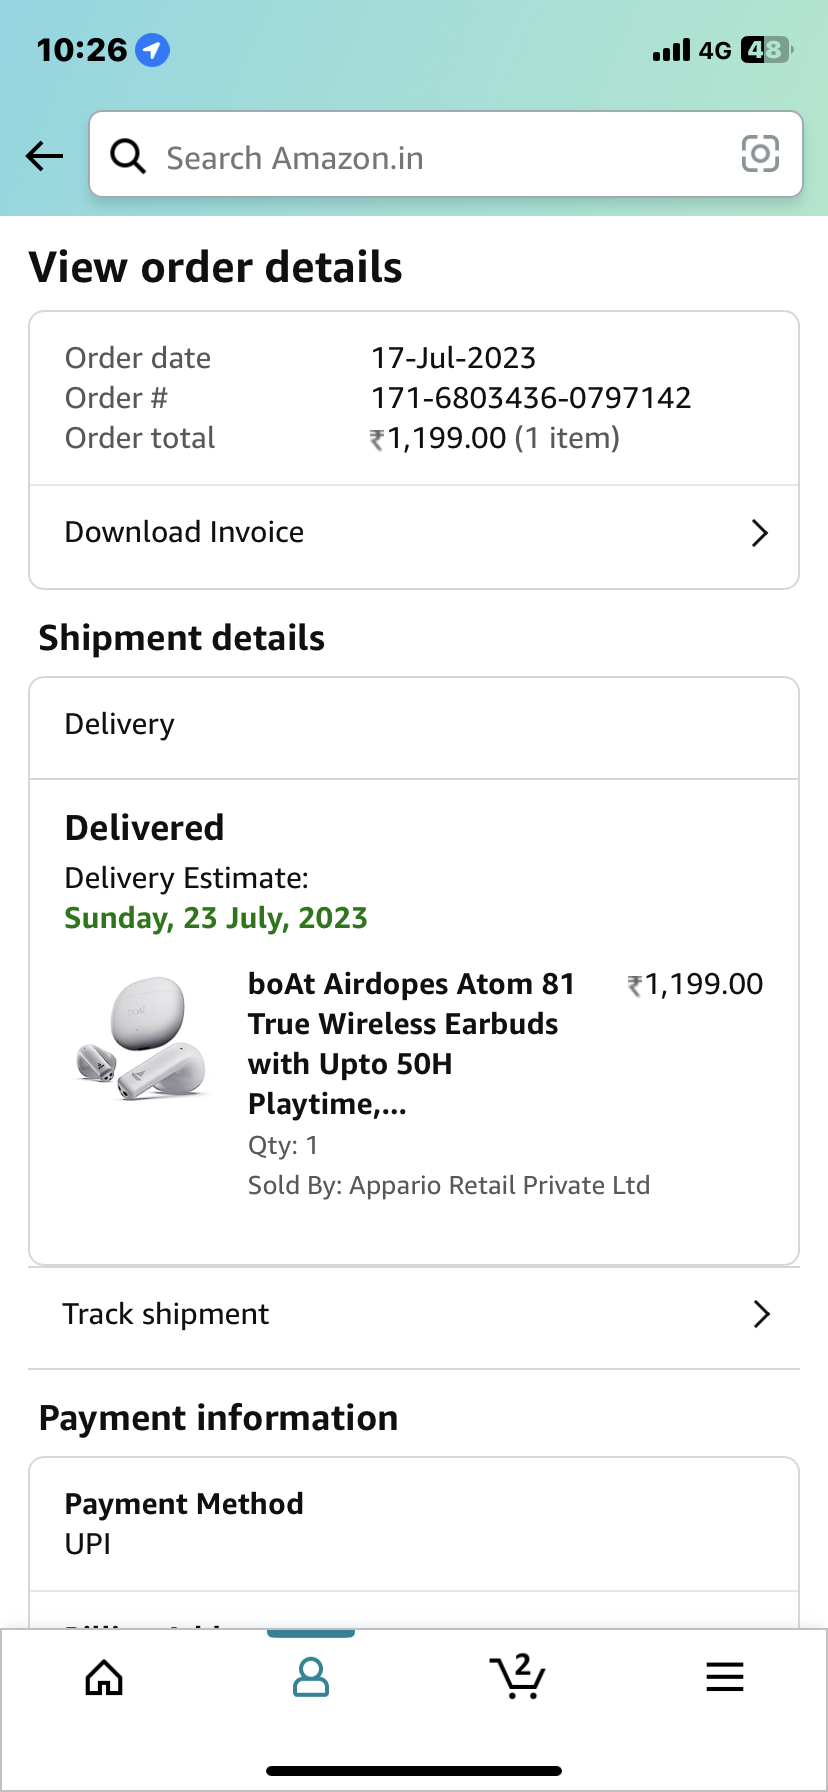 10:26
4G 48
Search Amazon.in
View order details
Order date 17-Jul-2023
Order # 171-6803436-0797142
Order total ₹1,199.00 (1 item)
Download Invoice
Shipment details
Delivery
Delivered
Delivery Estimate:
Sunday, 23 July, 2023
boAt Airdopes Atom 81 ₹1,199.00
True Wireless Earbuds
with Upto 50H
Playtime,...
Qty: 1
Sold By: Appario Retail Private Ltd
Track shipment
Payment information
Payment Method
UPI
2